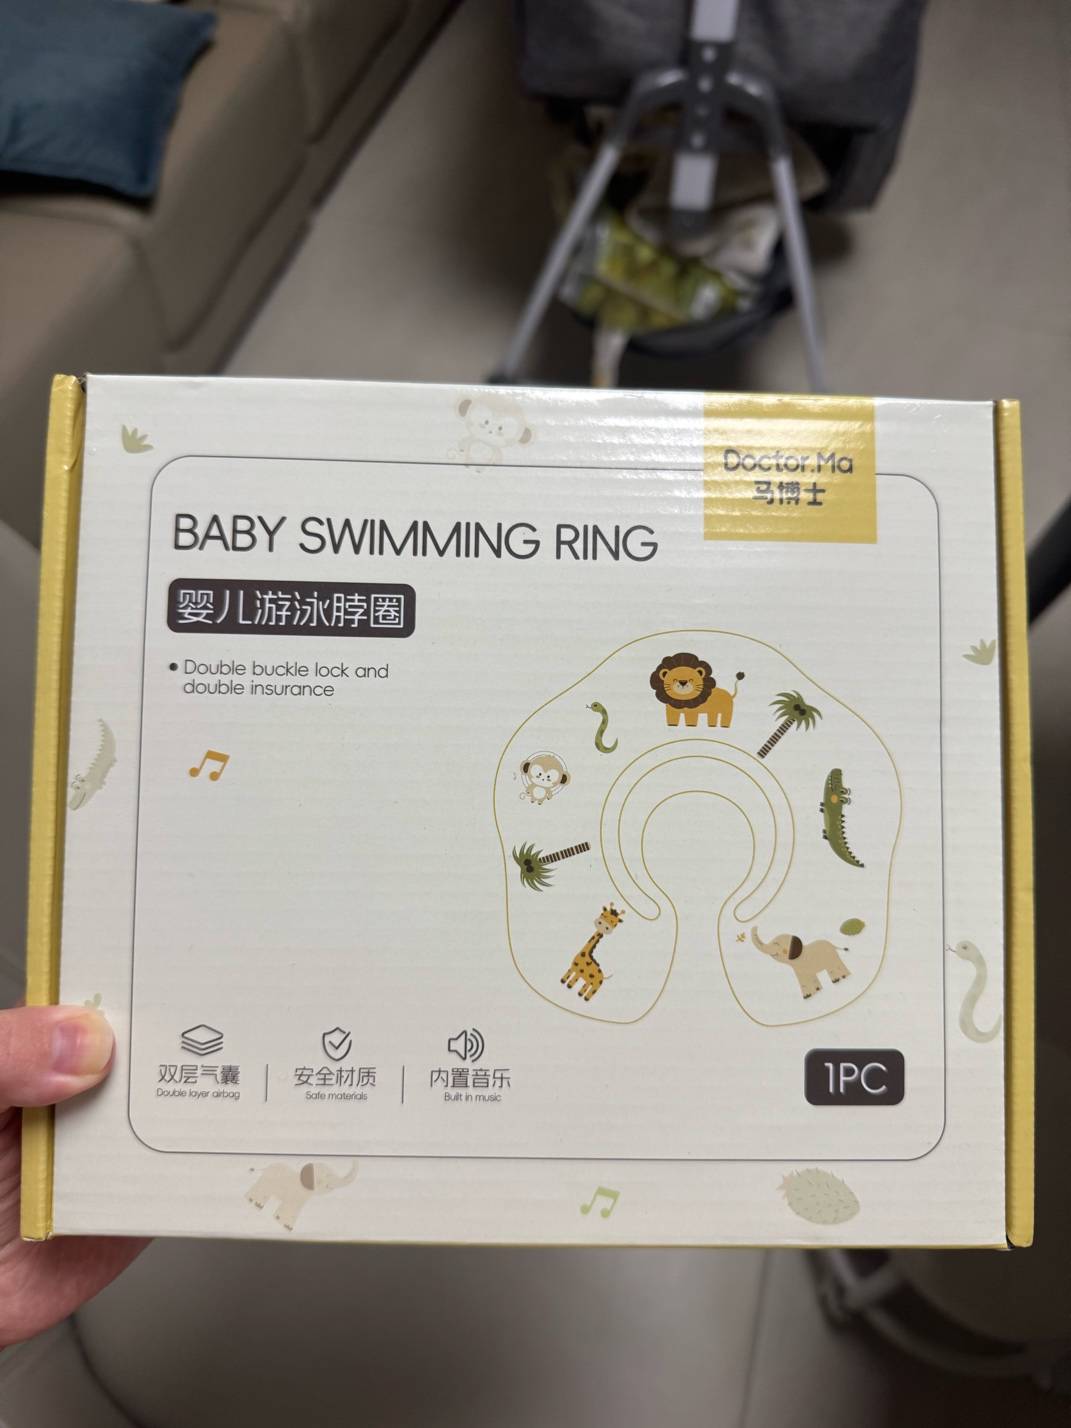 Doctor.Ma
马博士
BABY SWIMMING RING
婴儿游泳脖圈
• Double buckle lock and
double insurance
双层气囊
Double layer airbag
安全材质
Safe materials
内置音乐
Built in music
1PC